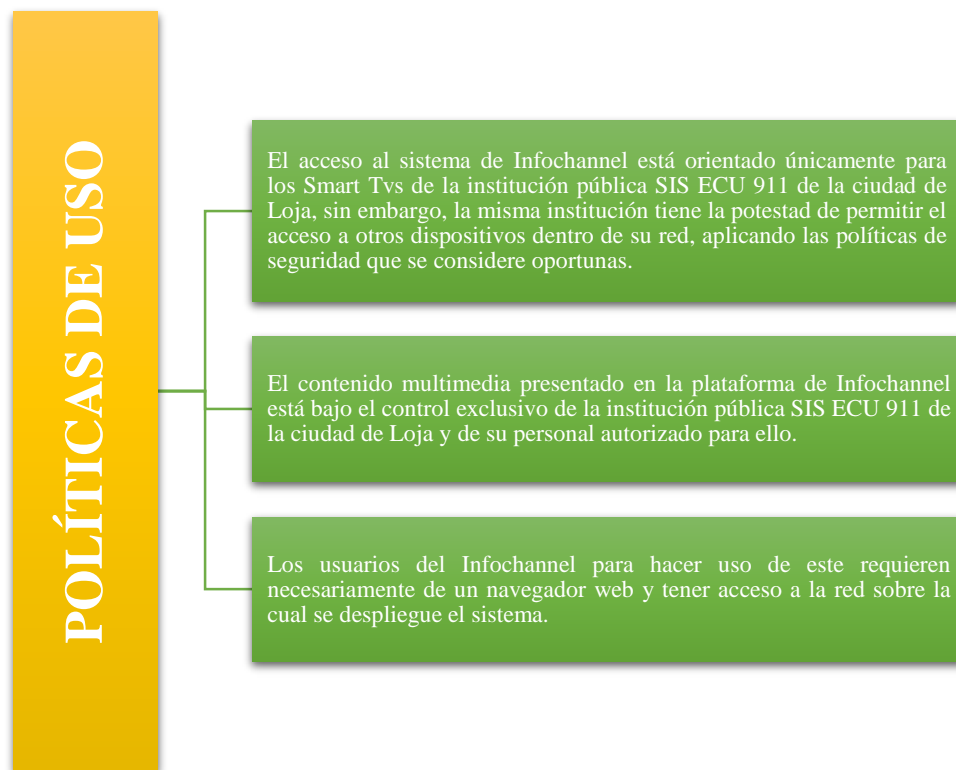 POLÍTICAS DE USO
El acceso al sistema de Infochannel está orientado únicamente para
los Smart Tvs de la institución pública SIS ECU 911 de la ciudad de
Loja, sin embargo, la misma institución tiene la potestad de permitir el
acceso a otros dispositivos dentro de su red, aplicando las políticas de
seguridad que se considere oportunas.
El contenido multimedia presentado en la plataforma de Infochannel
está bajo el control exclusivo de la institución pública SIS ECU 911 de
la ciudad de Loja y de su personal autorizado para ello.
Los usuarios del Infochannel para hacer uso de este requieren
necesariamente de un navegador web y tener acceso a la red sobre la
cual se despliegue el sistema.